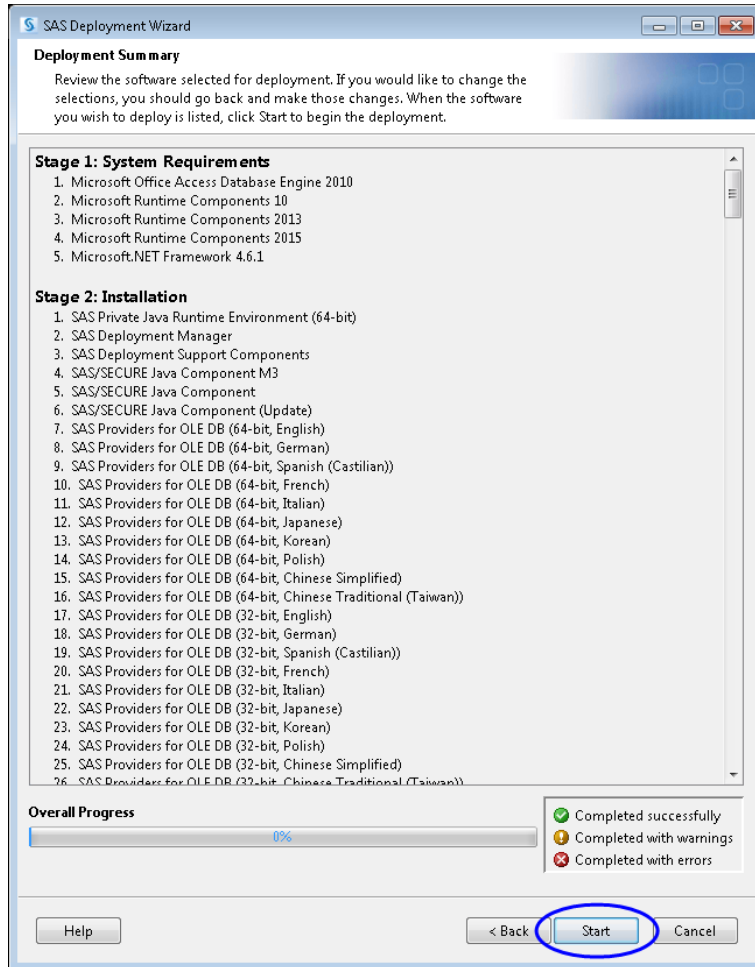 SAS Deployment Wizard
Deployment Summary
Review the software selected for deployment. If you would like to change the
selections, you should go back and make those changes. When the software
you wish to deploy is listed, click Start to begin the deployment.
Stage 1: System Requirements
1. Microsoft Office Access Database Engine 2010
2. Microsoft Runtime Components 10
3. Microsoft Runtime Components 2013
4. Microsoft Runtime Components 2015
5. Microsoft.NET Framework 4.6.1
Stage 2: Installation
1. SAS Private Java Runtime Environment (64-bit)
2. SAS Deployment Manager
3. SAS Deployment Support Components
4. SAS/SECURE Java Component M3
5. SAS/SECURE Java Component
6. SAS/SECURE Java Component (Update)
7. SAS Providers for OLE DB (64-bit, English)
8. SAS Providers for OLE DB (64-bit, German)
9. SAS Providers for OLE DB (64-bit, Spanish (Castilian))
10. SAS Providers for OLE DB (64-bit, French)
11. SAS Providers for OLE DB (64-bit, Italian)
12. SAS Providers for OLE DB (64-bit, Japanese)
13. SAS Providers for OLE DB (64-bit, Korean)
14. SAS Providers for OLE DB (64-bit, Polish)
15. SAS Providers for OLE DB (64-bit, Chinese Simplified)
16. SAS Providers for OLE DB (64-bit, Chinese Traditional (Taiwan))
17. SAS Providers for OLE DB (32-bit, English)
18. SAS Providers for OLE DB (32-bit, German)
19. SAS Providers for OLE DB (32-bit, Spanish (Castilian))
20. SAS Providers for OLE DB (32-bit, French)
21. SAS Providers for OLE DB (32-bit, Italian)
22. SAS Providers for OLE DB (32-bit, Japanese)
23. SAS Providers for OLE DB (32-bit, Korean)
24. SAS Providers for OLE DB (32-bit, Polish)
25. SAS Providers for OLE DB (32-bit, Chinese Simplified)
26. SAS Providers for OLE DB (32-bit, Chinese Traditional (Taiwan))
Overall Progress
0%
Completed successfully
Completed with warnings
Completed with errors
Help
< Back
Start
Cancel